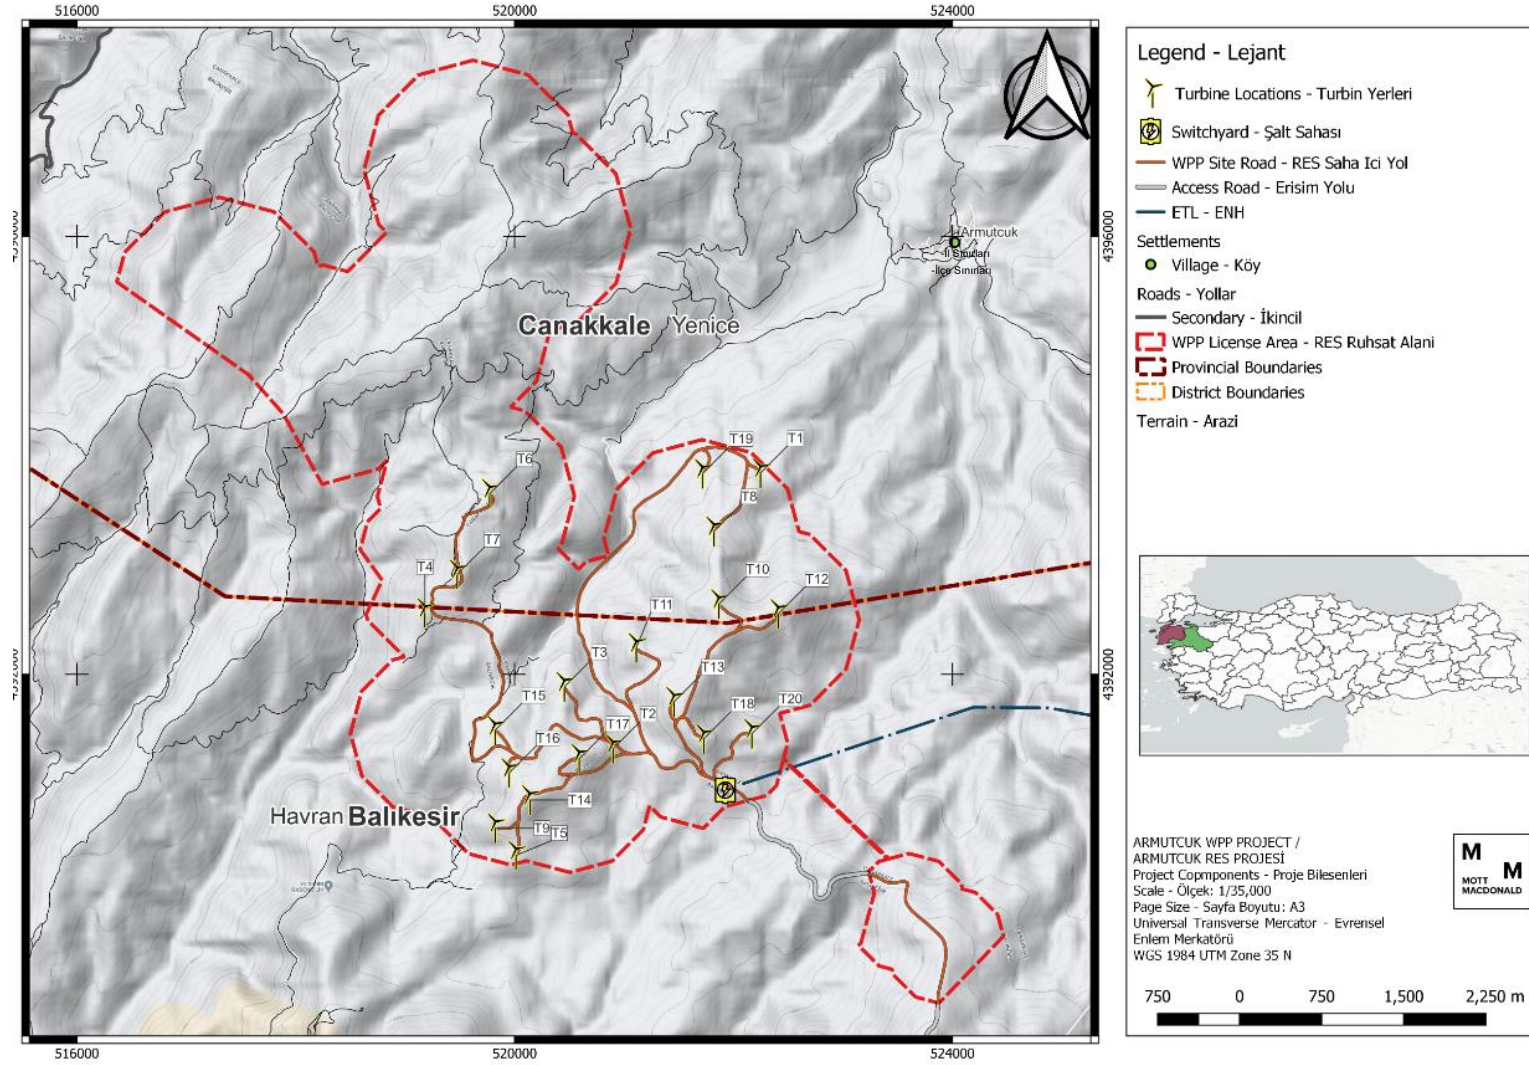 516000
520000
524000
4396000
Armutcuk
-İl Sınırları
-İlçe Sınırları
Canakkale Yenice
T19
T1
T6
T8
T7
T4
T10
T12
T11
T3
T13
4392000
T15
T2
T18
T20
T17
T16
T14
Havran Balıkesir
T9
T5
516000
520000
524000
Legend - Lejant
Turbine Locations - Turbin Yerleri
Switchyard - Şalt Sahası
WPP Site Road - RES Saha Ici Yol
Access Road - Erisim Yolu
ETL - ENH
Settlements
Village - Köy
Roads - Yollar
Secondary - İkincil
WPP License Area - RES Ruhsat Alani
Provincial Boundaries
District Boundaries
Terrain - Arazi
ARMUTCUK WPP PROJECT /
ARMUTCUK RES PROJESİ
Project Copmponents - Proje Bilesenleri
Scale - Ölçek: 1/35,000
Page Size - Sayfa Boyutu: A3
Universal Transverse Mercator - Evrensel
Enlem Merkatörü
WGS 1984 UTM Zone 35 N
M
M
MOTT
MACDONALD
750 0 750 1,500 2,250 m